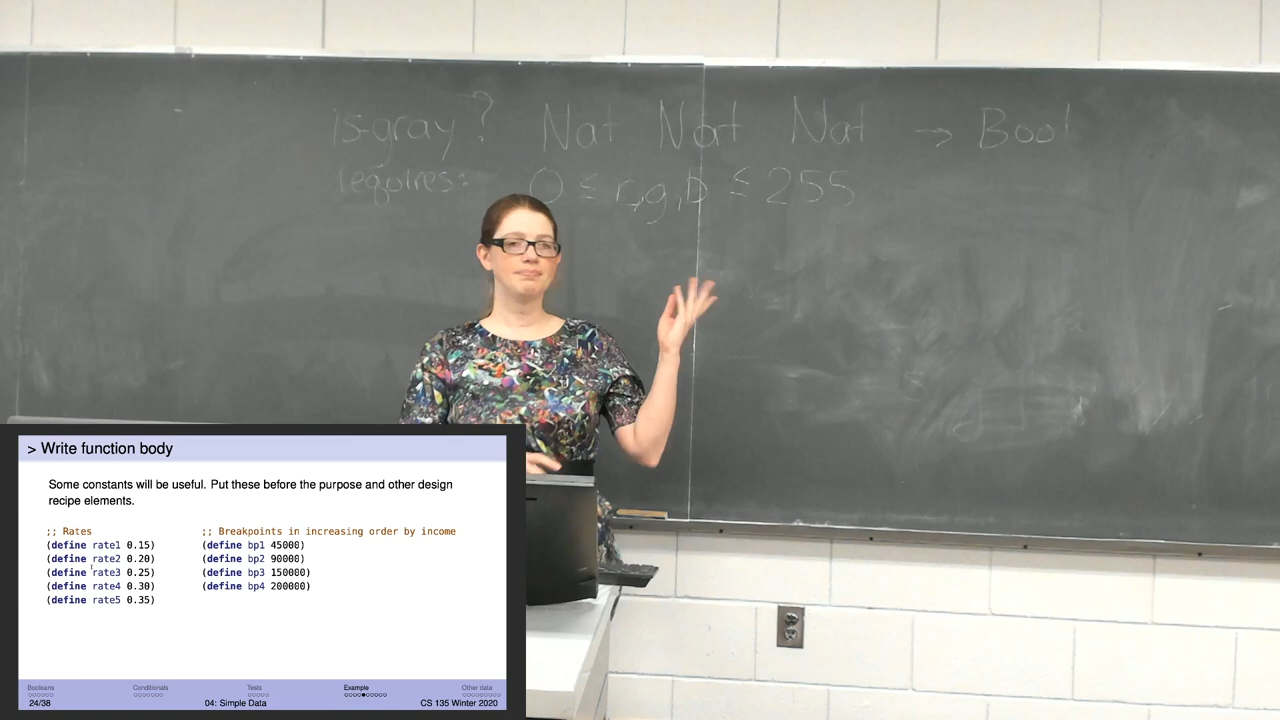 is-gray? Nat Nat Nat → Bool
requires: 0 ≤ r,g,b ≤ 255
> Write function body
Some constants will be useful. Put these before the purpose and other design
recipe elements.
;; Rates
(define rate1 0.15)
(define rate2 0.20)
(define rate3 0.25)
(define rate4 0.30)
(define rate5 0.35)
;; Breakpoints in increasing order by income
(define bp1 45000)
(define bp2 90000)
(define bp3 150000)
(define bp4 200000)
Booleans Conditionals Tests Example Other data
24/38 04: Simple Data CS 135 Winter 2020